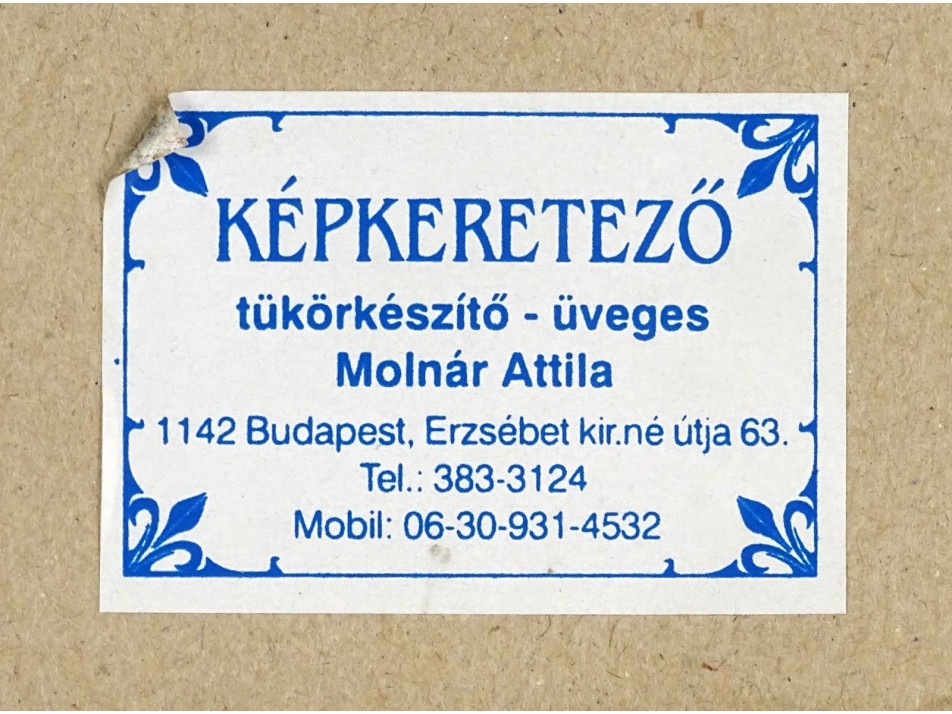 KÉPKERETEZŐ
tükörkészítő - üveges
Molnár Attila
1142 Budapest, Erzsébet kir.né útja 63.
Tel.: 383-3124
Mobil: 06-30-931-4532